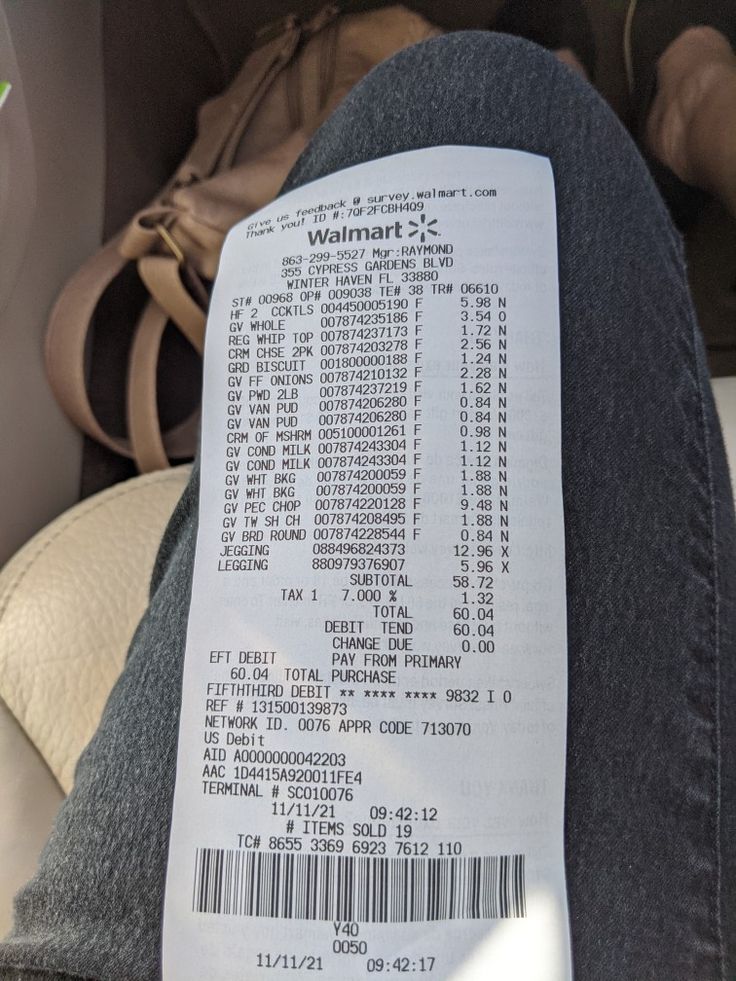 Give us feedback @ survey.walmart.com
Thank you! ID #:7QF2FCBH4Q9
Walmart
863-299-5527 Mgr:RAYMOND
355 CYPRESS GARDENS BLVD
WINTER HAVEN FL 33880
ST# 00968 OP# 009038 TE# 38 TR# 06610
HF 2 CCKTLS 004450005190 F 5.98 N
GV WHOLE 007874235186 F 3.54 O
REG WHIP TOP 007874237173 F 1.72 N
CRM CHSE 2PK 007874203278 F 2.56 N
GRD BISCUIT 001800000188 F 1.24 N
GV FF ONIONS 007874210132 F 2.28 N
GV PWD 2LB 007874237219 F 1.62 N
GV VAN PUD 007874206280 F 0.84 N
GV VAN PUD 007874206280 F 0.84 N
CRM OF MSHRM 005100001261 F 0.98 N
GV COND MILK 007874243304 F 1.12 N
GV COND MILK 007874243304 F 1.12 N
GV WHT BKG 007874200059 F 1.88 N
GV WHT BKG 007874200059 F 1.88 N
GV PEC CHOP 007874220128 F 9.48 N
GV TW SH CH 007874208495 F 1.88 N
GV BRD ROUND 007874228544 F 0.84 N
JEGGING 088496824373 12.96 X
LEGGING 880979376907 5.96 X
SUBTOTAL 58.72
TAX 1 7.000 % 1.32
TOTAL 60.04
DEBIT TEND 60.04
CHANGE DUE 0.00
EFT DEBIT PAY FROM PRIMARY
60.04 TOTAL PURCHASE
FIFTHTHIRD DEBIT ** **** **** 9832 I 0
REF # 131500139873
NETWORK ID. 0076 APPR CODE 713070
US Debit
AID A0000000042203
AAC 1D4415A920011FE4
TERMINAL # SC010076
11/11/21 09:42:12
# ITEMS SOLD 19
TC# 8655 3369 6923 7612 110
Y40
0050
11/11/21 09:42:17